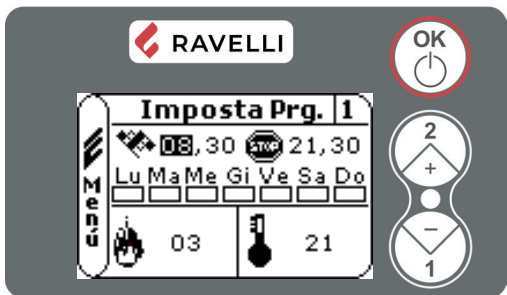 RAVELLI
OK
Imposta Prg. 1
08,30 STOP 21,30
Lu Ma Me Gi Ve Sa Do
03 21
Menú
2
+
−
1